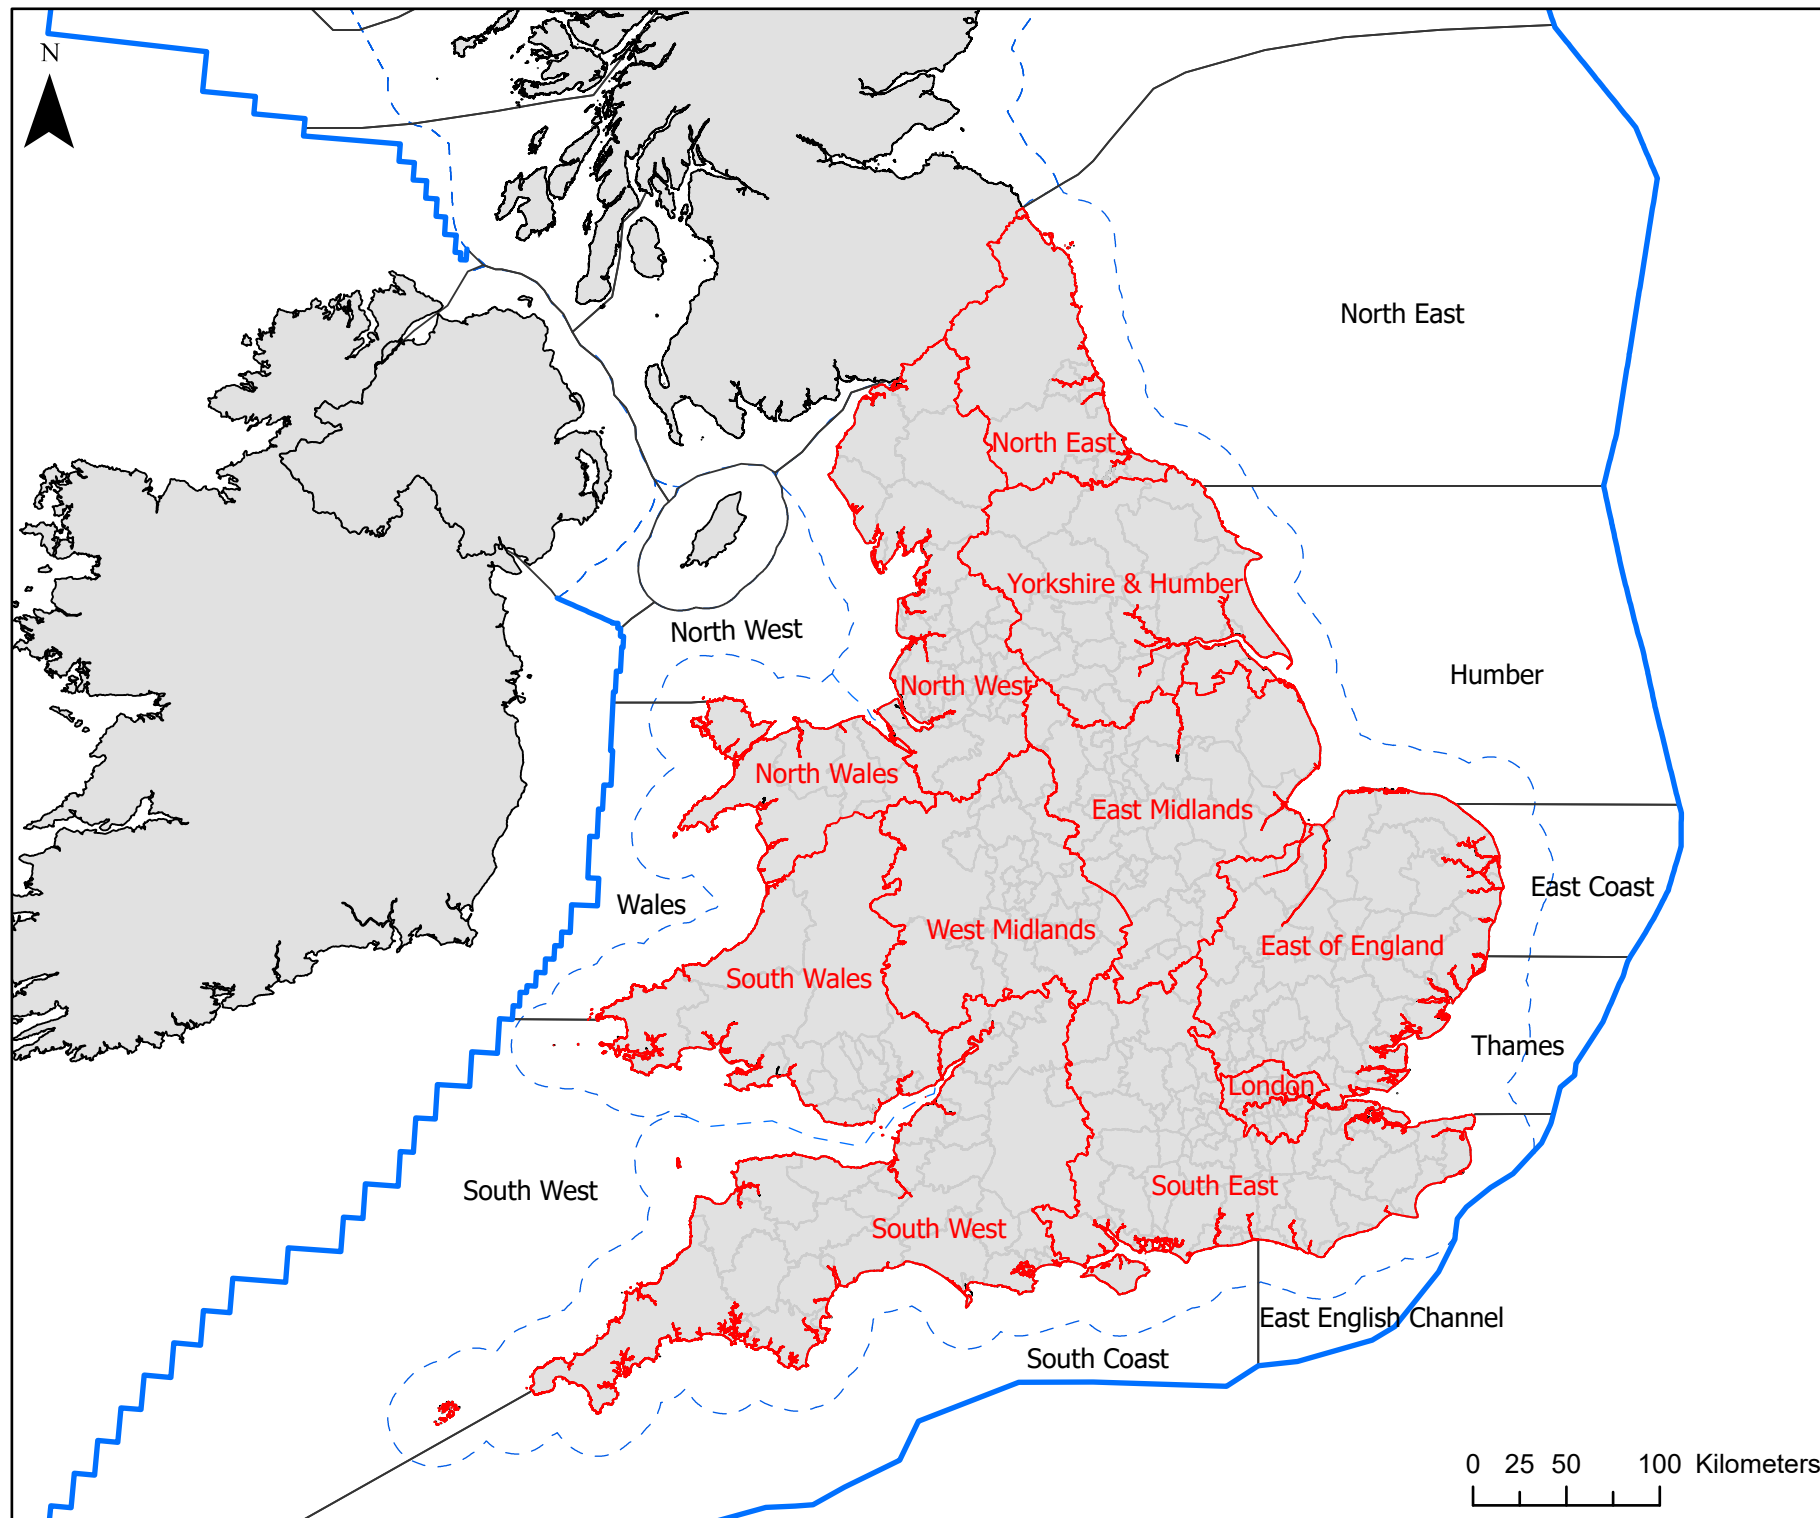 N
North East
North East
Yorkshire & Humber
North West
Humber
North West
North Wales
East Midlands
East Coast
Wales
West Midlands
East of England
South Wales
Thames
London
South East
South West
South West
East English Channel
South Coast
0 25 50 100 Kilometers